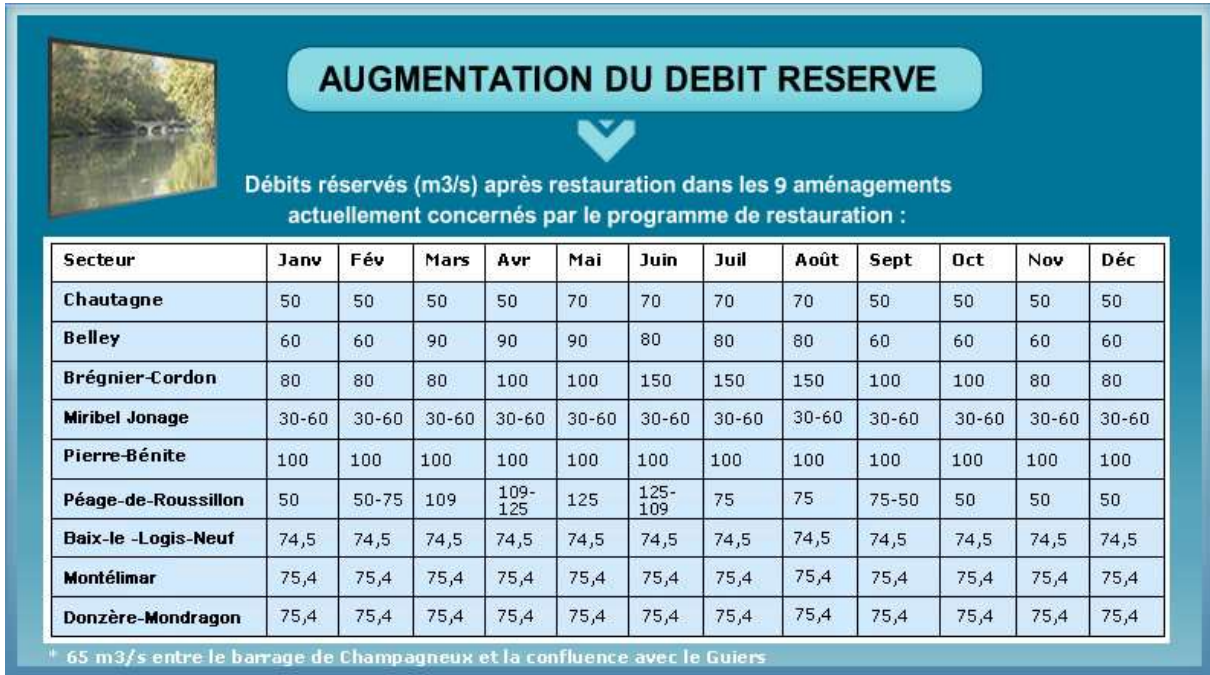 AUGMENTATION DU DEBIT RESERVE
Débits réservés (m3/s) après restauration dans les 9 aménagements
actuellement concernés par le programme de restauration :
Secteur Janv Fév Mars Avr Mai Juin Juil Août Sept Oct Nov Déc
Chautagne 50 50 50 50 70 70 70 70 50 50 50 50
Belley 60 60 90 90 90 80 80 80 60 60 60 60
Brégnier-Cordon 80 80 80 100 100 150 150 150 100 100 80 80
Miribel Jonage 30-60 30-60 30-60 30-60 30-60 30-60 30-60 30-60 30-60 30-60 30-60 30-60
Pierre-Bénite 100 100 100 100 100 100 100 100 100 100 100 100
Péage-de-Roussillon 50 50-75 109 109-125 125 125-109 75 75 75-50 50 50 50
Baix-le -Logis-Neuf 74,5 74,5 74,5 74,5 74,5 74,5 74,5 74,5 74,5 74,5 74,5 74,5
Montélimar 75,4 75,4 75,4 75,4 75,4 75,4 75,4 75,4 75,4 75,4 75,4 75,4
Donzère-Mondragon 75,4 75,4 75,4 75,4 75,4 75,4 75,4 75,4 75,4 75,4 75,4 75,4
* 65 m3/s entre le barrage de Champagneux et la confluence avec le Guiers